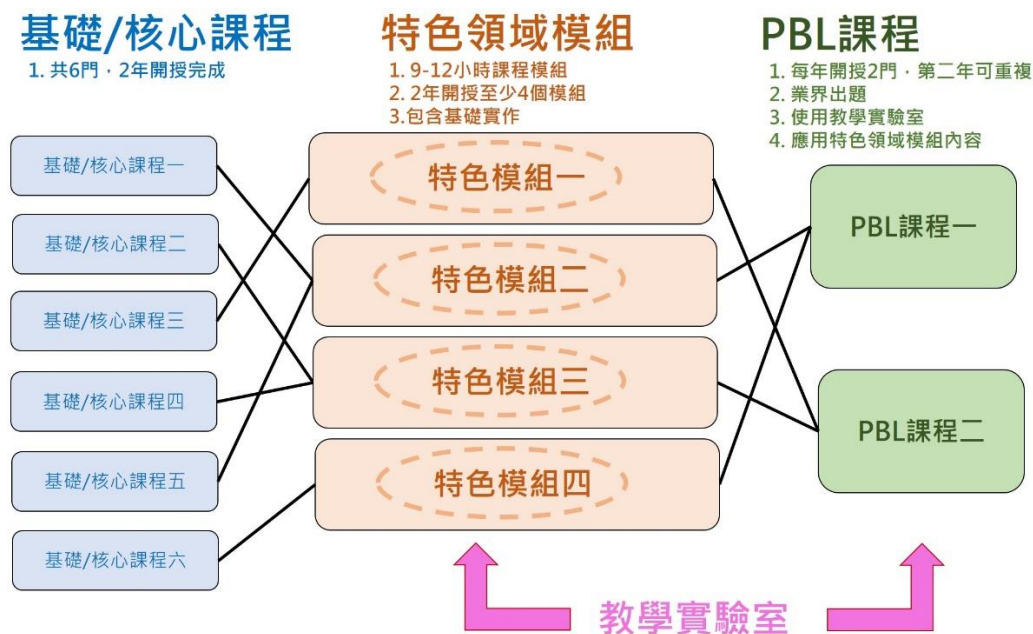 基礎/核心課程
1. 共6門，2年開授完成
基礎/核心課程一
基礎/核心課程二
基礎/核心課程三
基礎/核心課程四
基礎/核心課程五
基礎/核心課程六
特色領域模組
1. 9-12小時課程模組
2. 2年開授至少4個模組
3.包含基礎實作
特色模組一
特色模組二
特色模組三
特色模組四
PBL課程
1. 每年開授2門，第二年可重複
2. 業界出題
3. 使用教學實驗室
4. 應用特色領域模組內容
PBL課程一
PBL課程二
教學實驗室